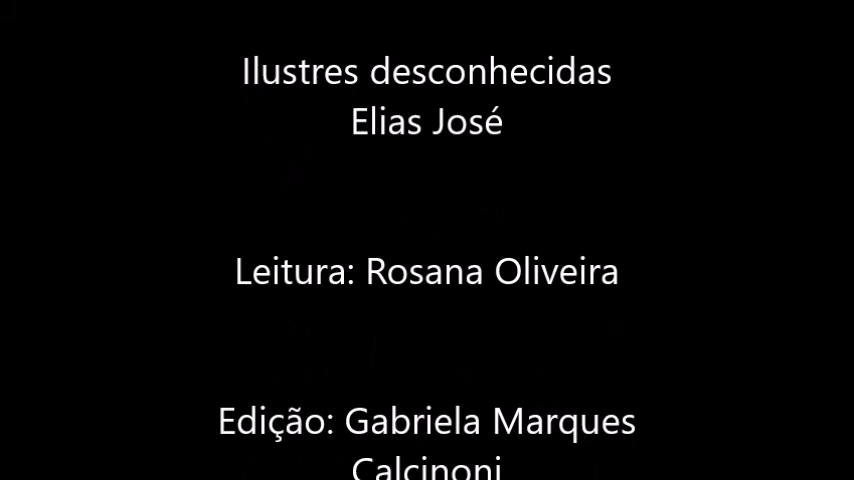 Ilustres desconhecidas
Elias José
Leitura: Rosana Oliveira
Edição: Gabriela Marques
Calcinoni